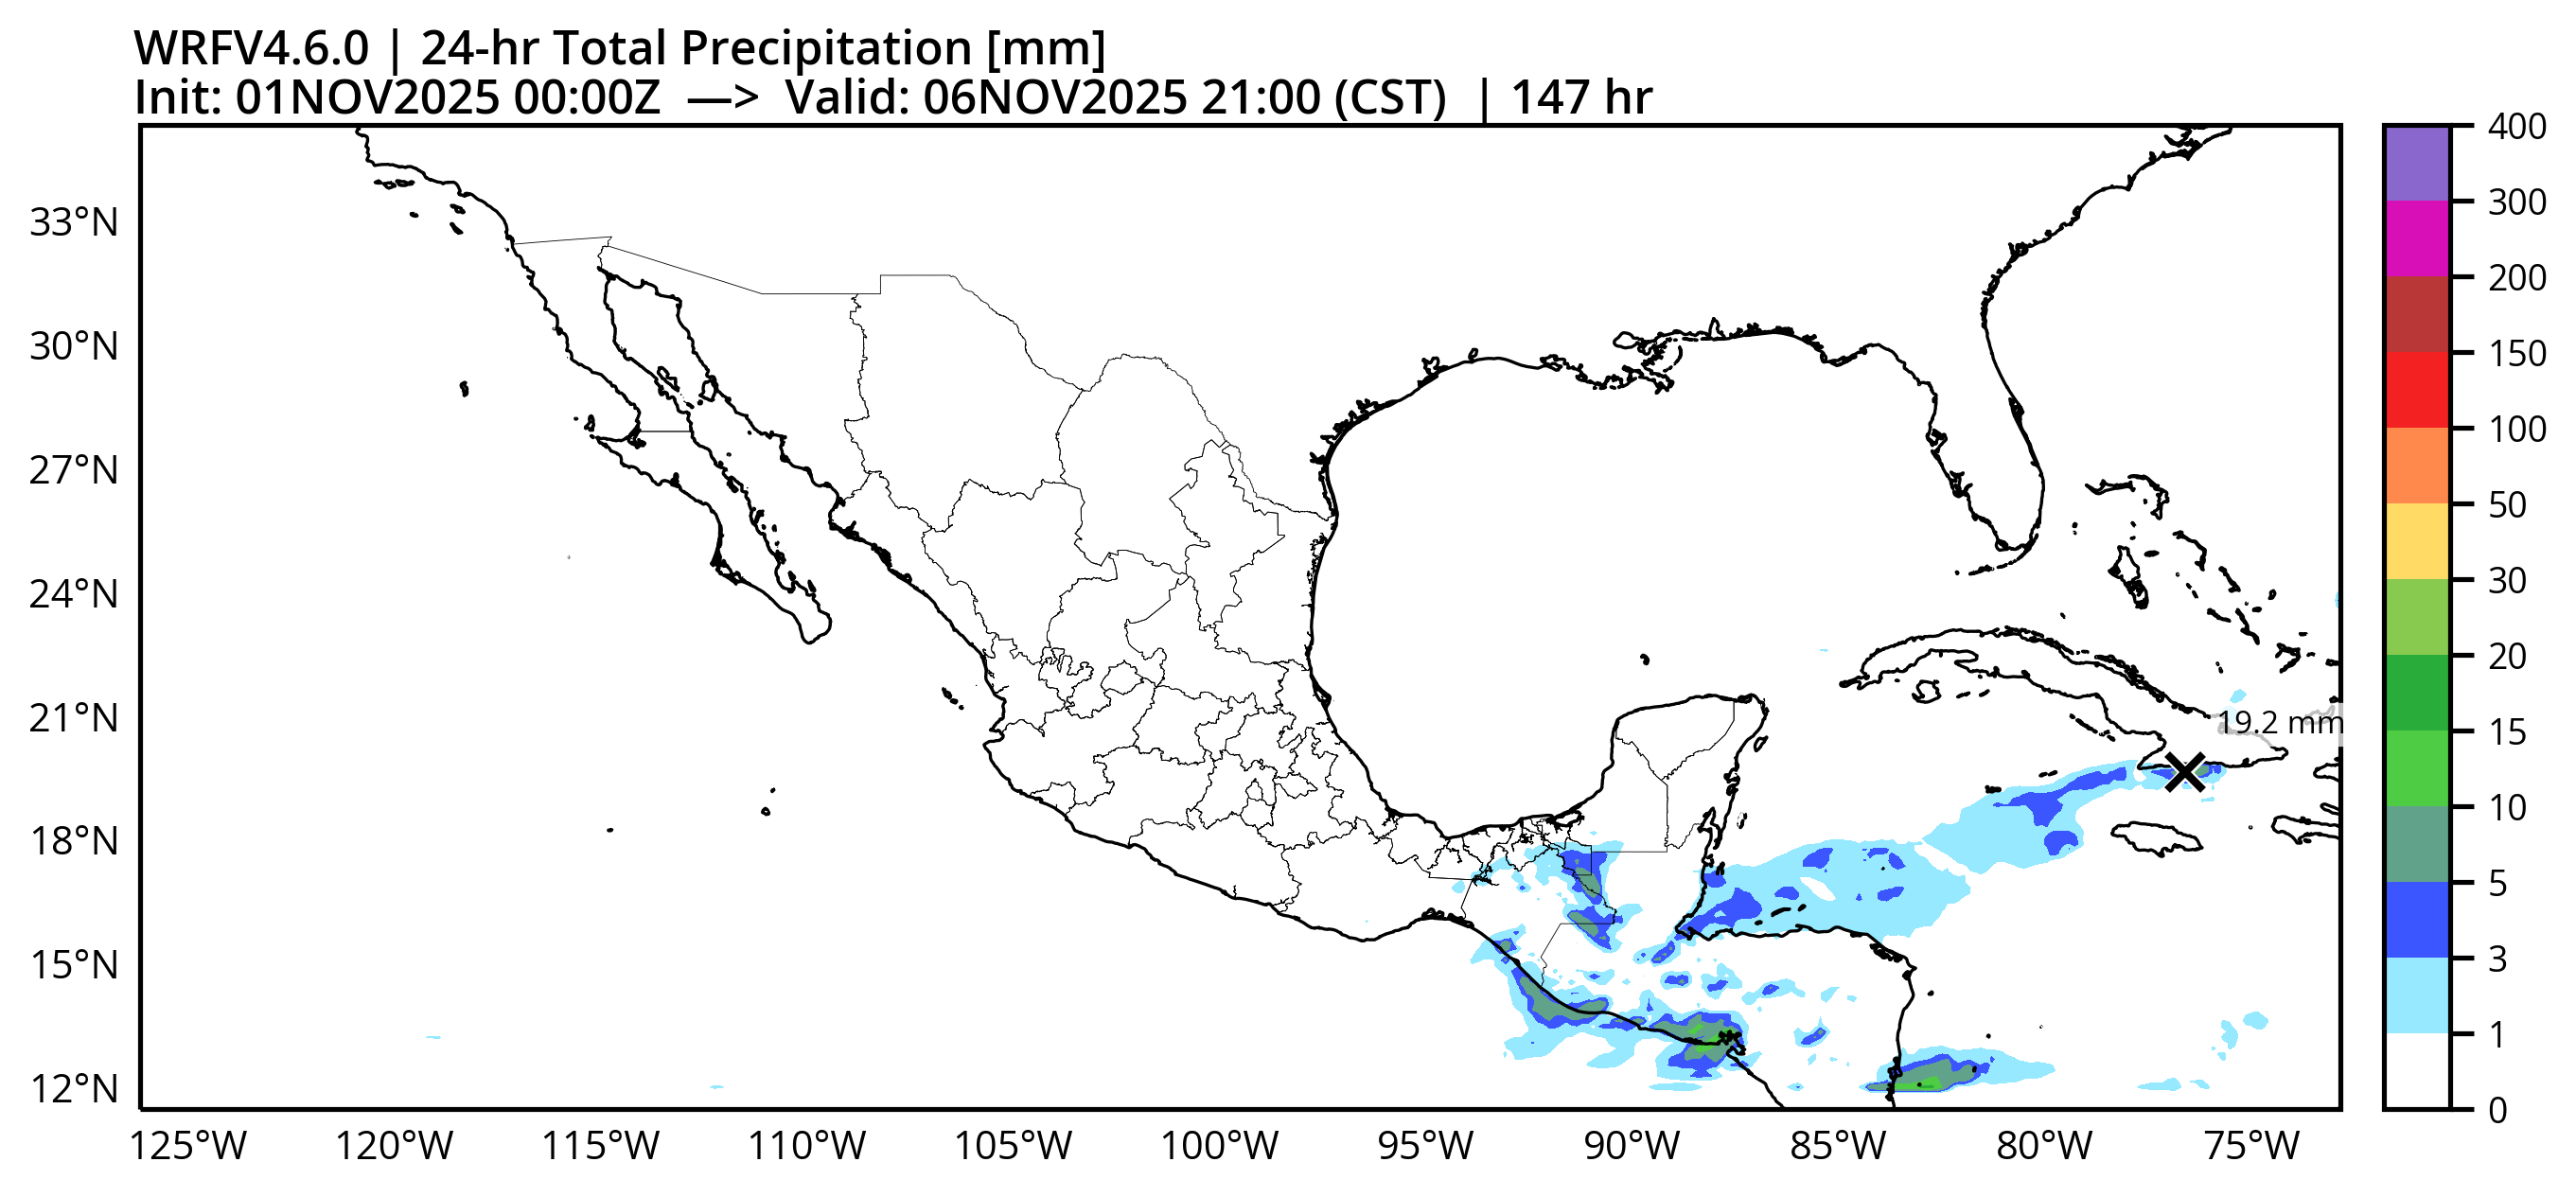 WRFV4.6.0 | 24-hr Total Precipitation [mm]
Init: 01NOV2025 00:00Z —> Valid: 06NOV2025 21:00 (CST) | 147 hr
33°N
30°N
27°N
24°N
21°N
18°N
15°N
12°N
19.2 mm
125°W 120°W 115°W 110°W 105°W 100°W 95°W 90°W 85°W 80°W 75°W
400
300
200
150
100
50
30
20
15
10
5
3
1
0